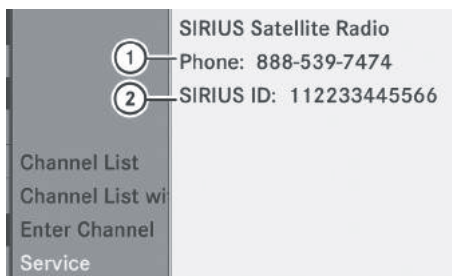 SIRIUS Satellite Radio
1 Phone: 888-539-7474
2 SIRIUS ID: 112233445566
Channel List
Channel List wi
Enter Channel
Service